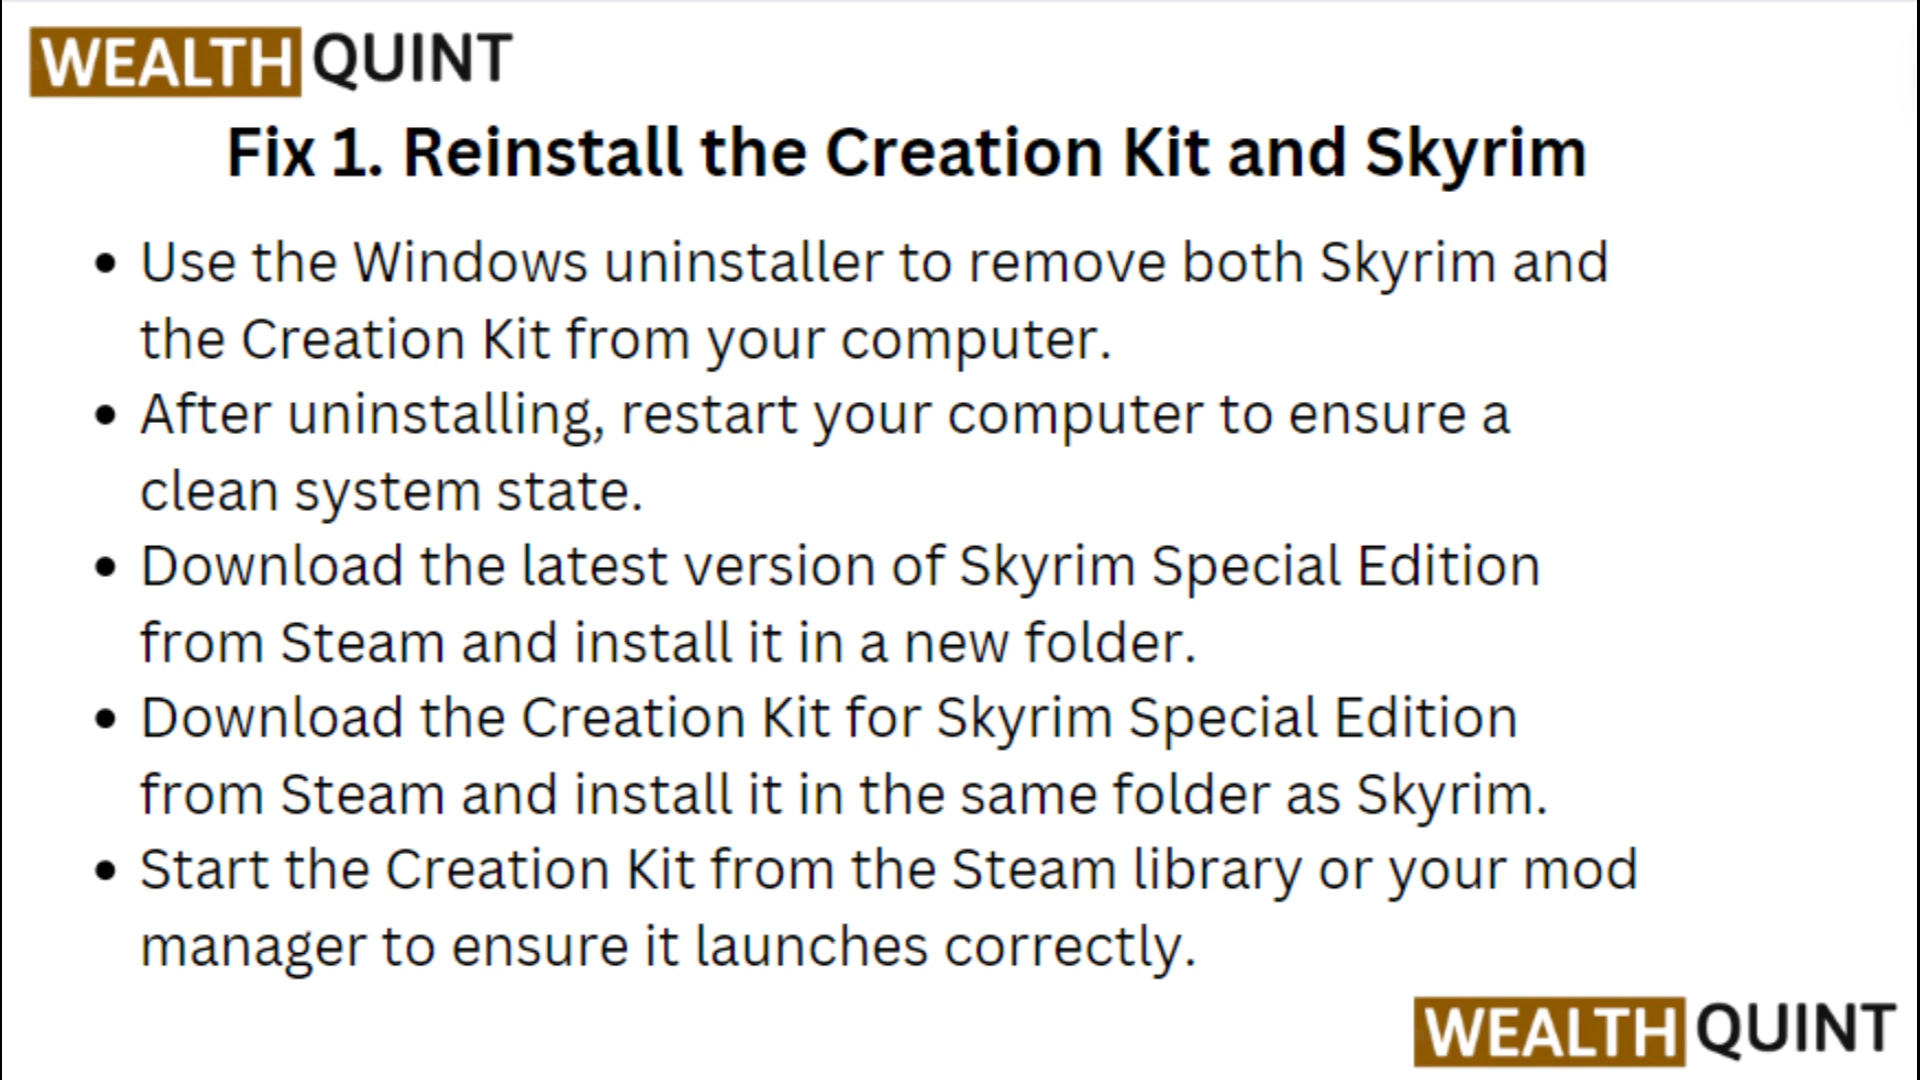 WEALTH QUINT
Fix 1. Reinstall the Creation Kit and Skyrim
• Use the Windows uninstaller to remove both Skyrim and
the Creation Kit from your computer.
• After uninstalling, restart your computer to ensure a
clean system state.
• Download the latest version of Skyrim Special Edition
from Steam and install it in a new folder.
• Download the Creation Kit for Skyrim Special Edition
from Steam and install it in the same folder as Skyrim.
• Start the Creation Kit from the Steam library or your mod
manager to ensure it launches correctly.
WEALTH QUINT